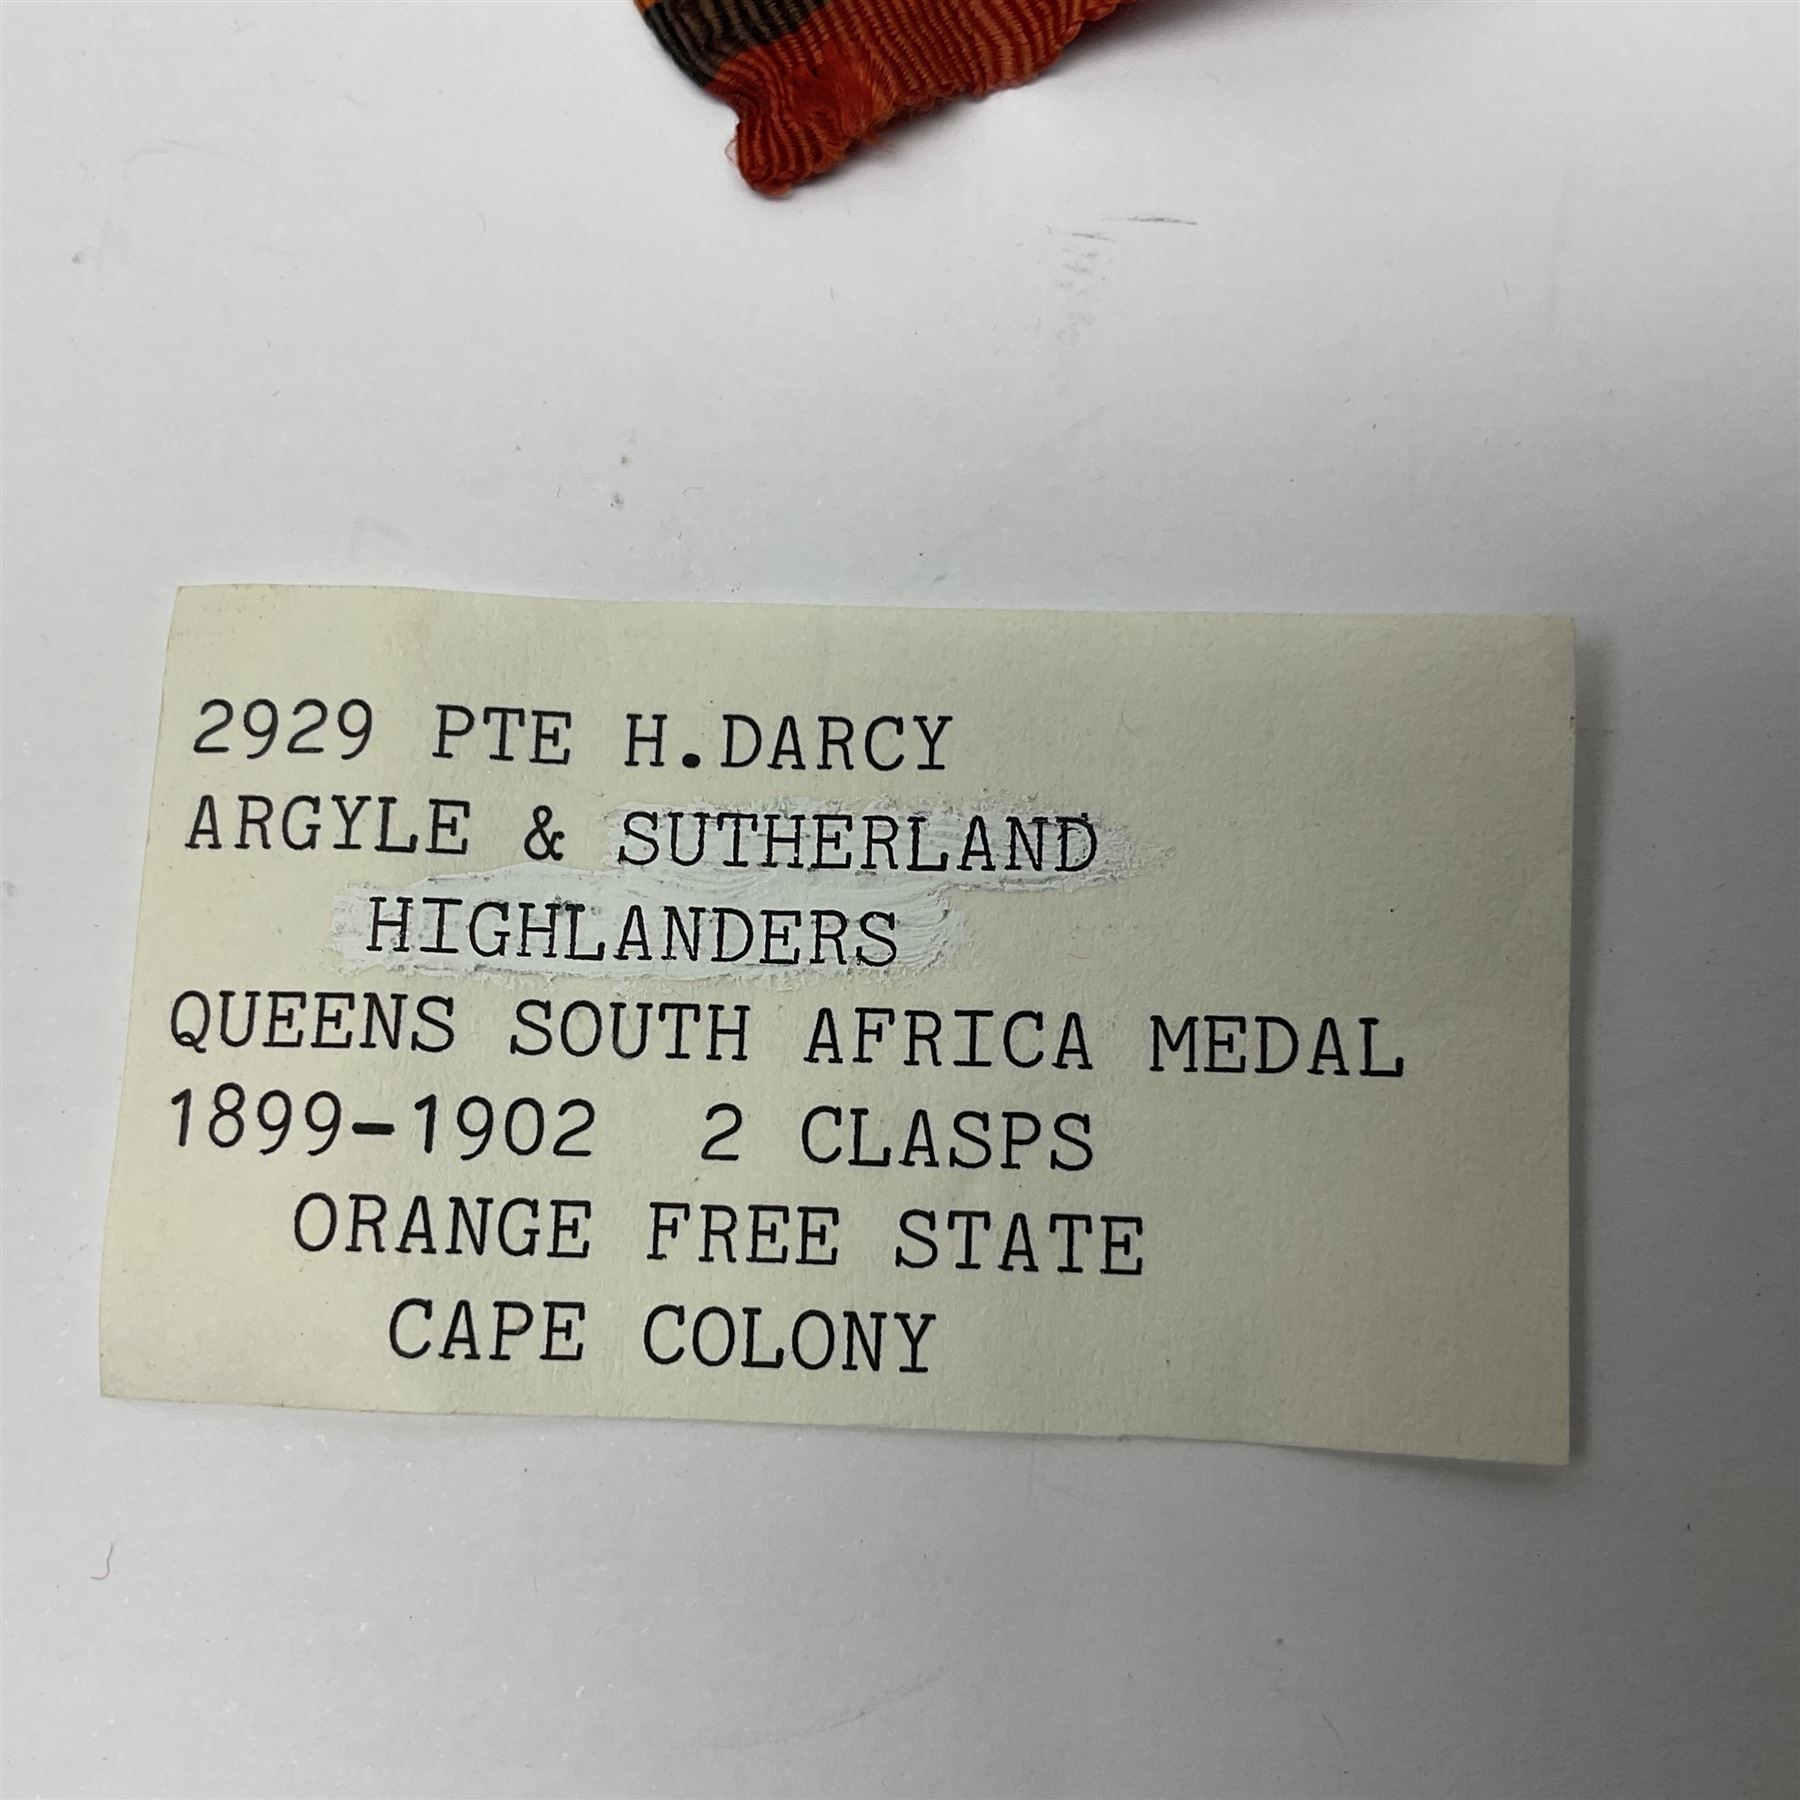 2929 PTE H.DARCY
ARGYLE & SUTHERLAND
HIGHLANDERS
QUEENS SOUTH AFRICA MEDAL
1899-1902 2 CLASPS
ORANGE FREE STATE
CAPE COLONY